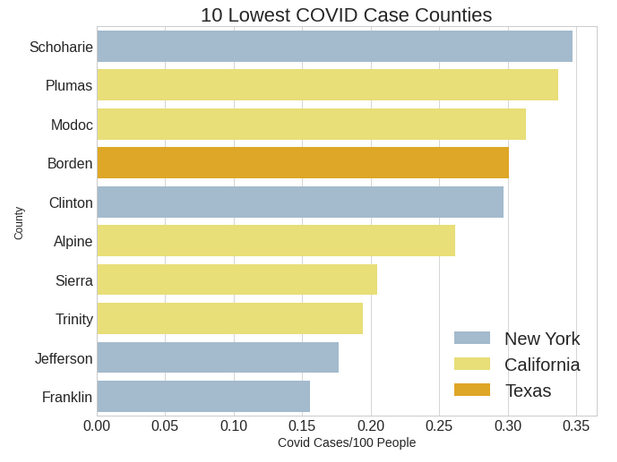 10 Lowest COVID Case Counties
Schoharie
Plumas
Modoc
Borden
Clinton
Alpine
Sierra
Trinity
Jefferson
Franklin
County
New York
California
Texas
0.00 0.05 0.10 0.15 0.20 0.25 0.30 0.35
Covid Cases/100 People